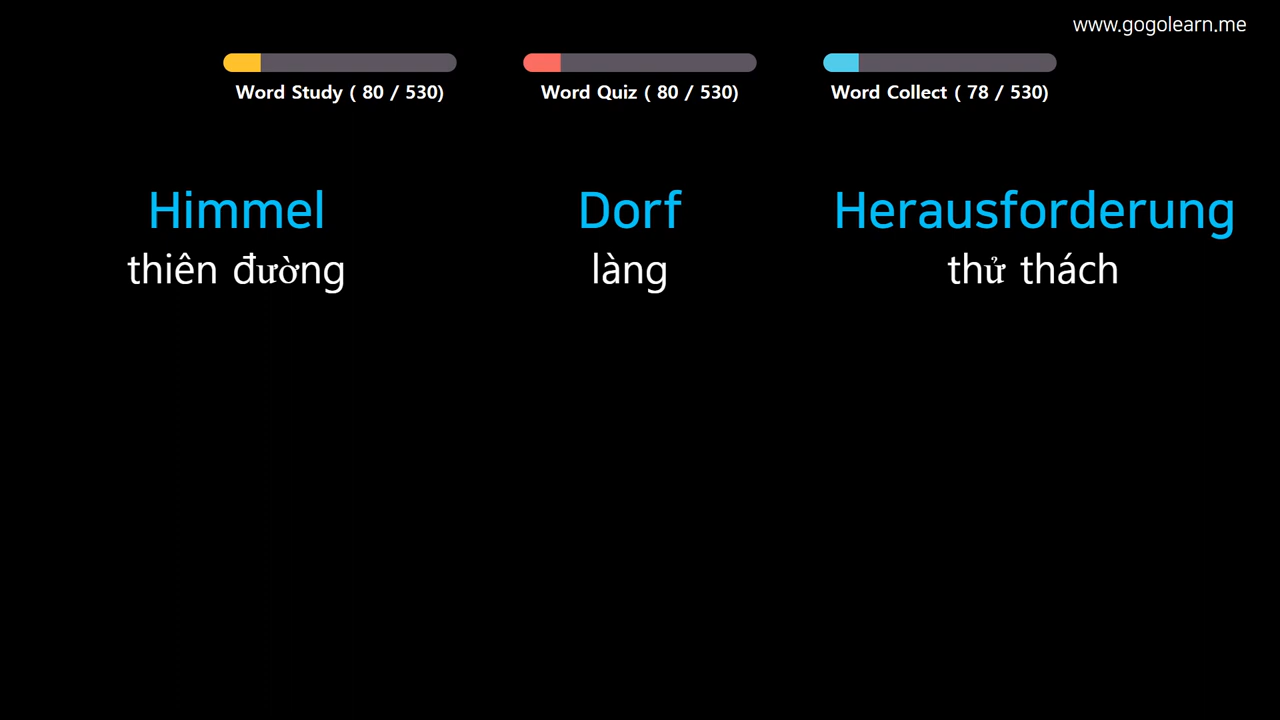 www.gogolearn.me
Word Study ( 80 / 530)
Word Quiz ( 80 / 530)
Word Collect ( 78 / 530)
Himmel
thiên đường
Dorf
làng
Herausforderung
thử thách